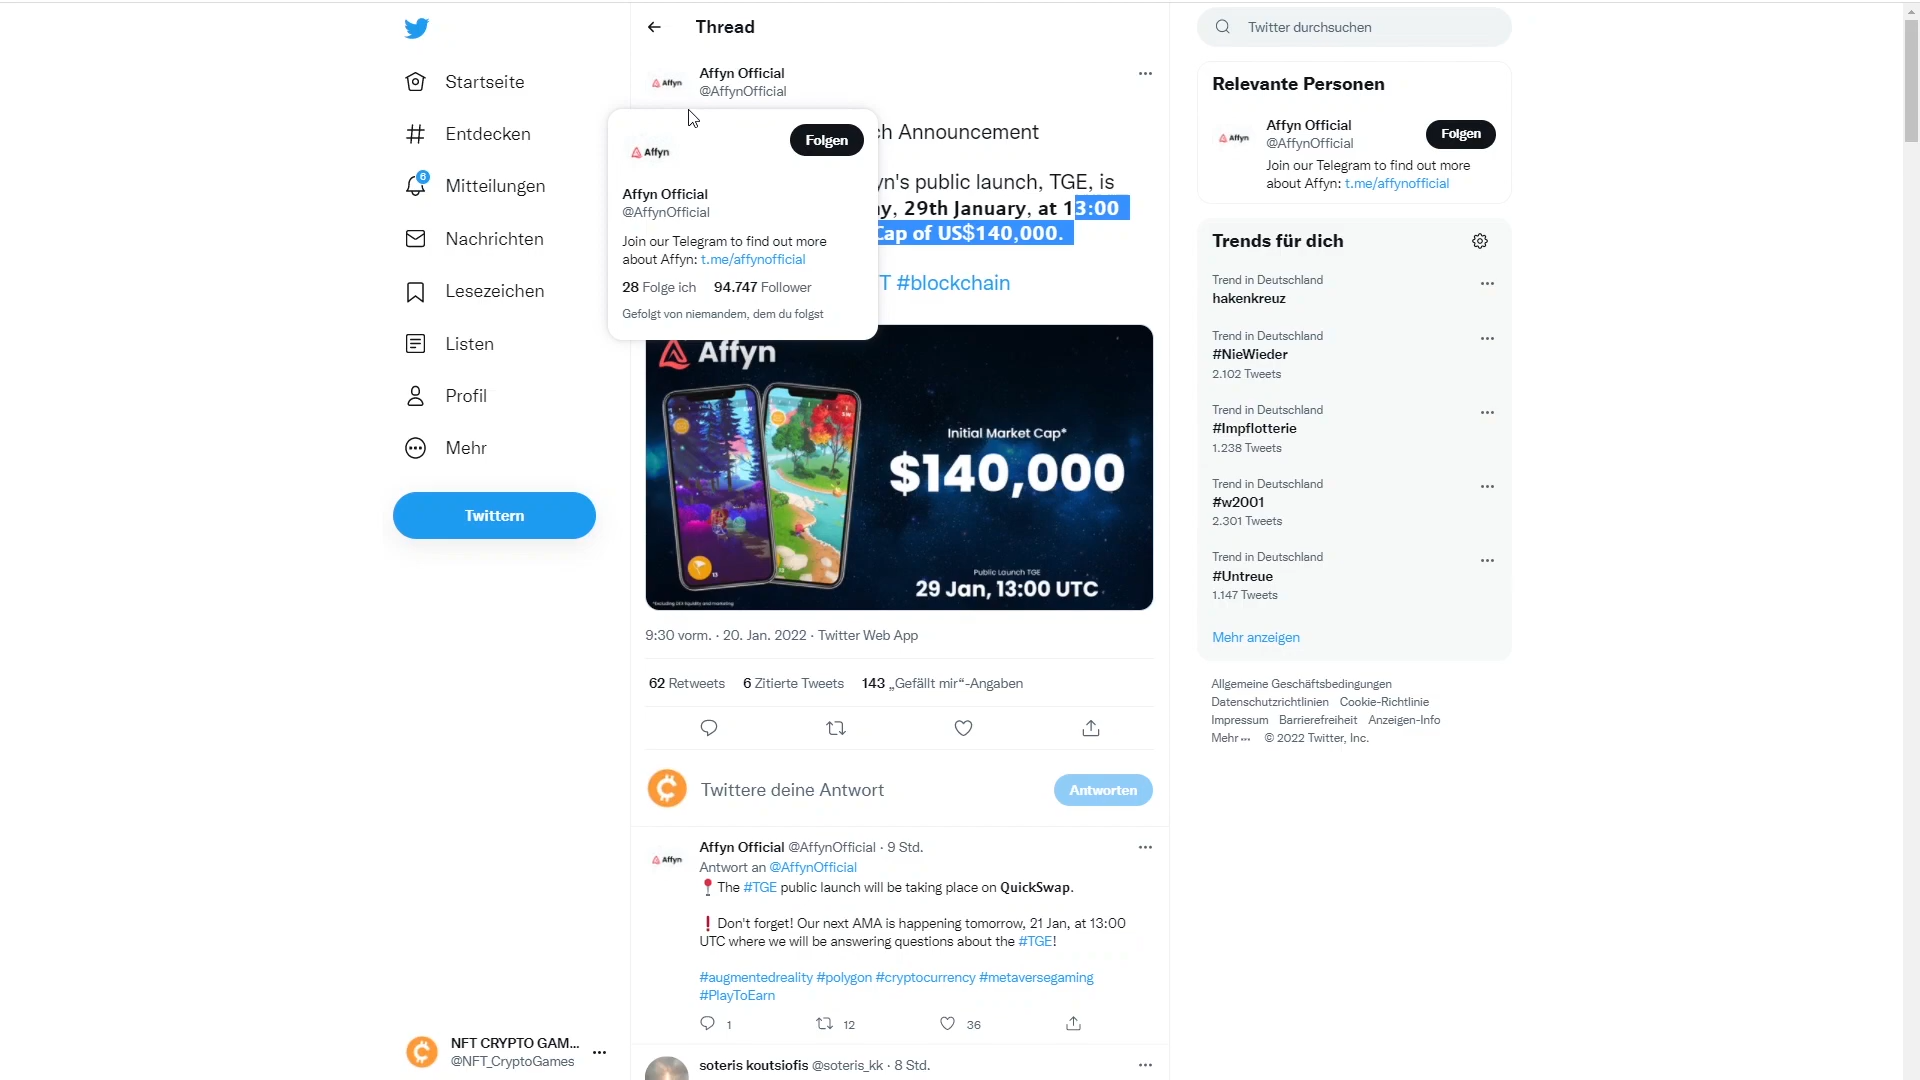 Startseite
Entdecken
6
Mitteilungen
Nachrichten
Lesezeichen
Listen
Profil
Mehr
Twittern
NFT CRYPTO GAM...
@NFT_CryptoGames
Thread
Affyn
Affyn Official
@AffynOfficial
ch Announcement
yn's public launch, TGE, is
ay, 29th January, at 13:00
Cap of US$140,000.
T #blockchain
Affyn
Folgen
Affyn Official
@AffynOfficial
Join our Telegram to find out more
about Affyn: t.me/affynofficial
28 Folge ich 94.747 Follower
Gefolgt von niemandem, dem du folgst
Affyn
Initial Market Cap*
$140,000
Public Launch TGE
29 Jan, 13:00 UTC
9:30 vorm. · 20. Jan. 2022 · Twitter Web App
62 Retweets 6 Zitierte Tweets 143 „Gefällt mir“-Angaben
Twittere deine Antwort
Antworten
Affyn
Affyn Official @AffynOfficial · 9 Std.
Antwort an @AffynOfficial
📍The #TGE public launch will be taking place on QuickSwap.
❗Don't forget! Our next AMA is happening tomorrow, 21 Jan, at 13:00
UTC where we will be answering questions about the #TGE!
#augmentedreality #polygon #cryptocurrency #metaversegaming
#PlayToEarn
1 12 36
soteris koutsiofis @soteris_kk · 8 Std.
Twitter durchsuchen
Relevante Personen
Affyn
Affyn Official
@AffynOfficial
Folgen
Join our Telegram to find out more
about Affyn: t.me/affynofficial
Trends für dich
Trend in Deutschland
hakenkreuz
Trend in Deutschland
#NieWieder
2.102 Tweets
Trend in Deutschland
#Impflotterie
1.238 Tweets
Trend in Deutschland
#w2001
2.301 Tweets
Trend in Deutschland
#Untreue
1.147 Tweets
Mehr anzeigen
Allgemeine Geschäftsbedingungen
Datenschutzrichtlinien Cookie-Richtlinie
Impressum Barrierefreiheit Anzeigen-Info
Mehr ··· © 2022 Twitter, Inc.